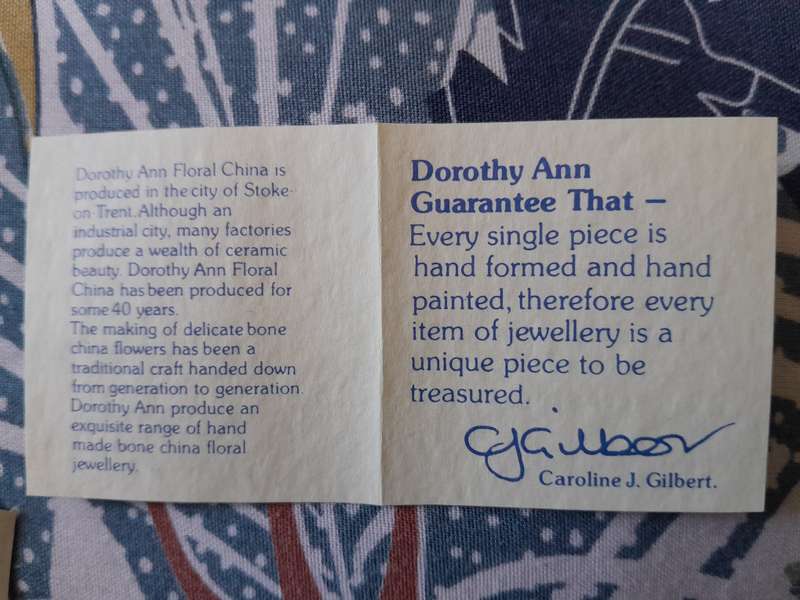 Dorothy Ann Floral China is
produced in the city of Stoke-
on-Trent. Although an
industrial city, many factories
produce a wealth of ceramic
beauty. Dorothy Ann Floral
China has been produced for
some 40 years.
The making of delicate bone
china flowers has been a
traditional craft handed down
from generation to generation.
Dorothy Ann produce an
exquisite range of hand
made bone china floral
jewellery.
Dorothy Ann
Guarantee That —
Every single piece is
hand formed and hand
painted, therefore every
item of jewellery is a
unique piece to be
treasured.
CJGilbert
Caroline J. Gilbert.